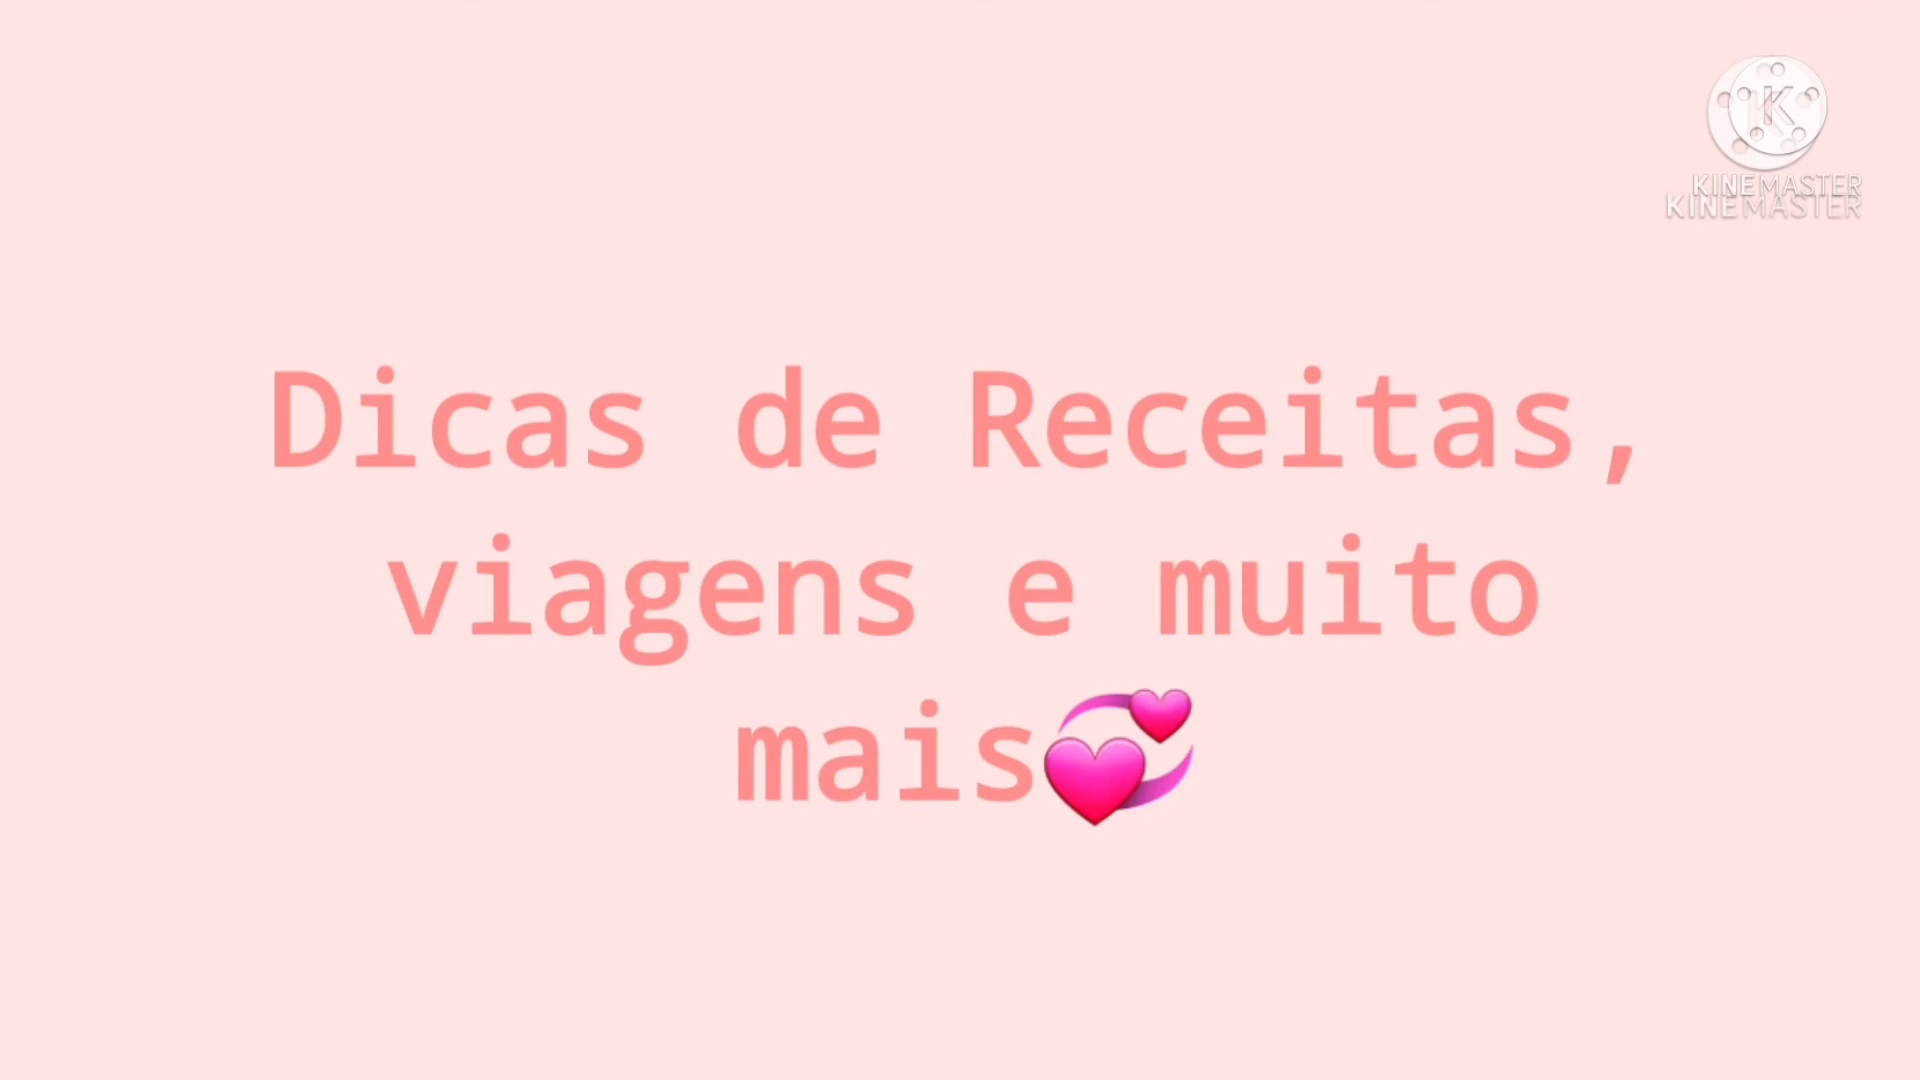 KINEMASTER
KINEMASTER
Dicas de Receitas,
viagens e muito
mais💞